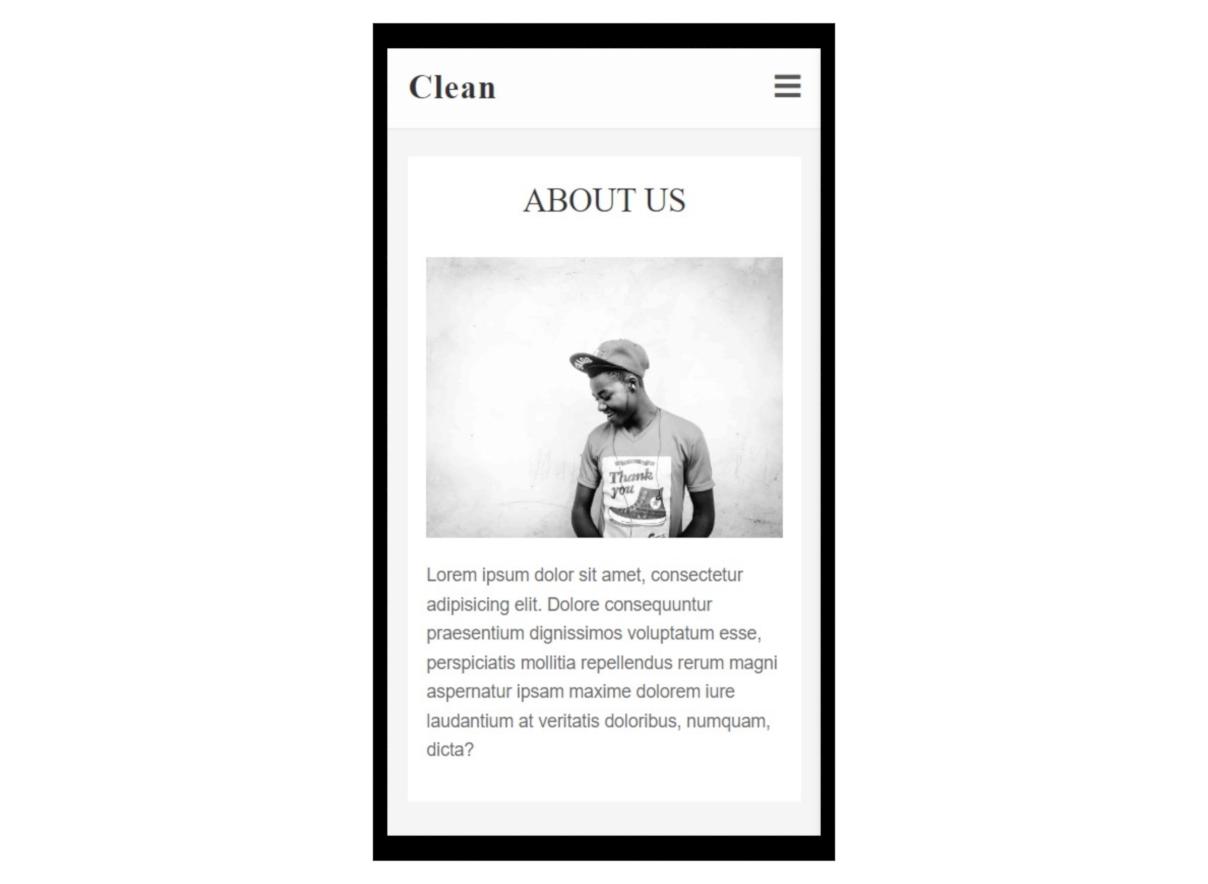 Clean
ABOUT US
Thank
you
Lorem ipsum dolor sit amet, consectetur
adipisicing elit. Dolore consequuntur
praesentium dignissimos voluptatum esse,
perspiciatis mollitia repellendus rerum magni
aspernatur ipsam maxime dolorem iure
laudantium at veritatis doloribus, numquam,
dicta?